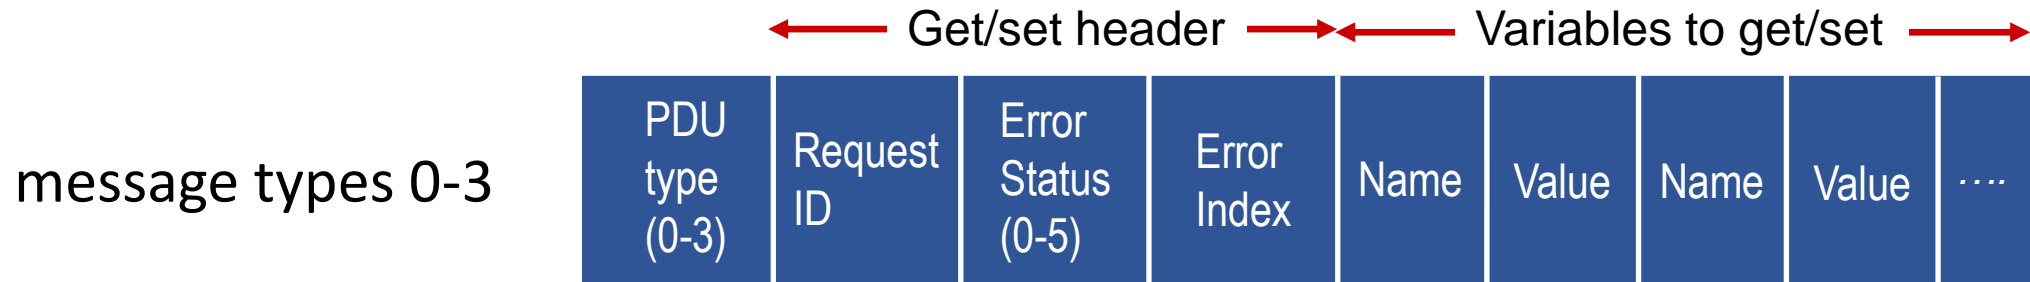 Get/set header
Variables to get/set
message types 0-3
PDU
type
(0-3)
Request
ID
Error
Status
(0-5)
Error
Index
Name
Value
Name
Value
....